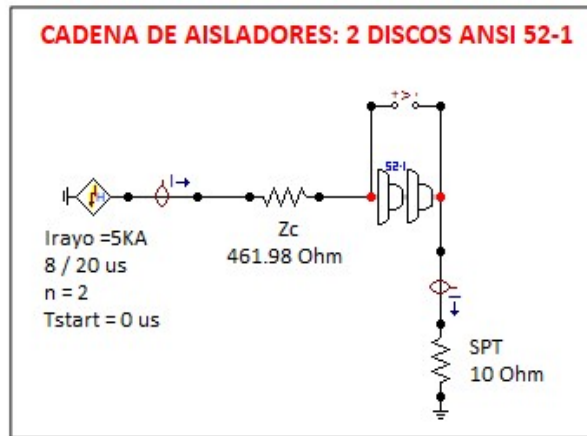 CADENA DE AISLADORES: 2 DISCOS ANSI 52-1
+V-
52-1
I
H
Zc
461.98 Ohm
Irayo =5KA
8 / 20 us
n = 2
Tstart = 0 us
I
SPT
10 Ohm